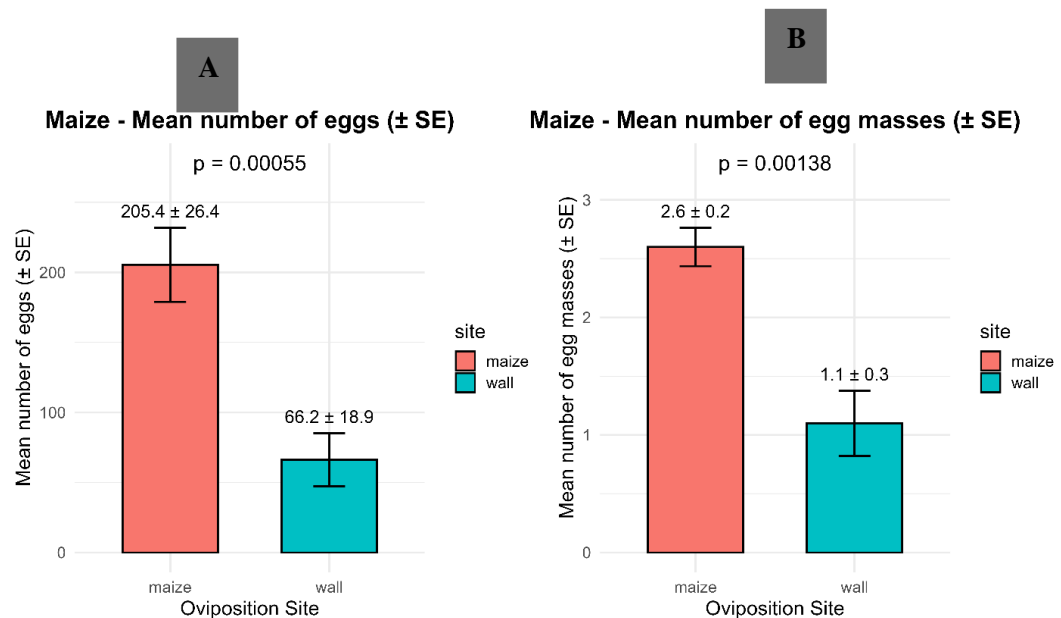 A
Maize - Mean number of eggs (± SE)
p = 0.00055
205.4 ± 26.4
66.2 ± 18.9
Mean number of eggs (± SE)
200
100
0
maize
wall
Oviposition Site
site
maize
wall
B
Maize - Mean number of egg masses (± SE)
p = 0.00138
2.6 ± 0.2
1.1 ± 0.3
Mean number of egg masses (± SE)
3
2
1
0
maize
wall
Oviposition Site
site
maize
wall